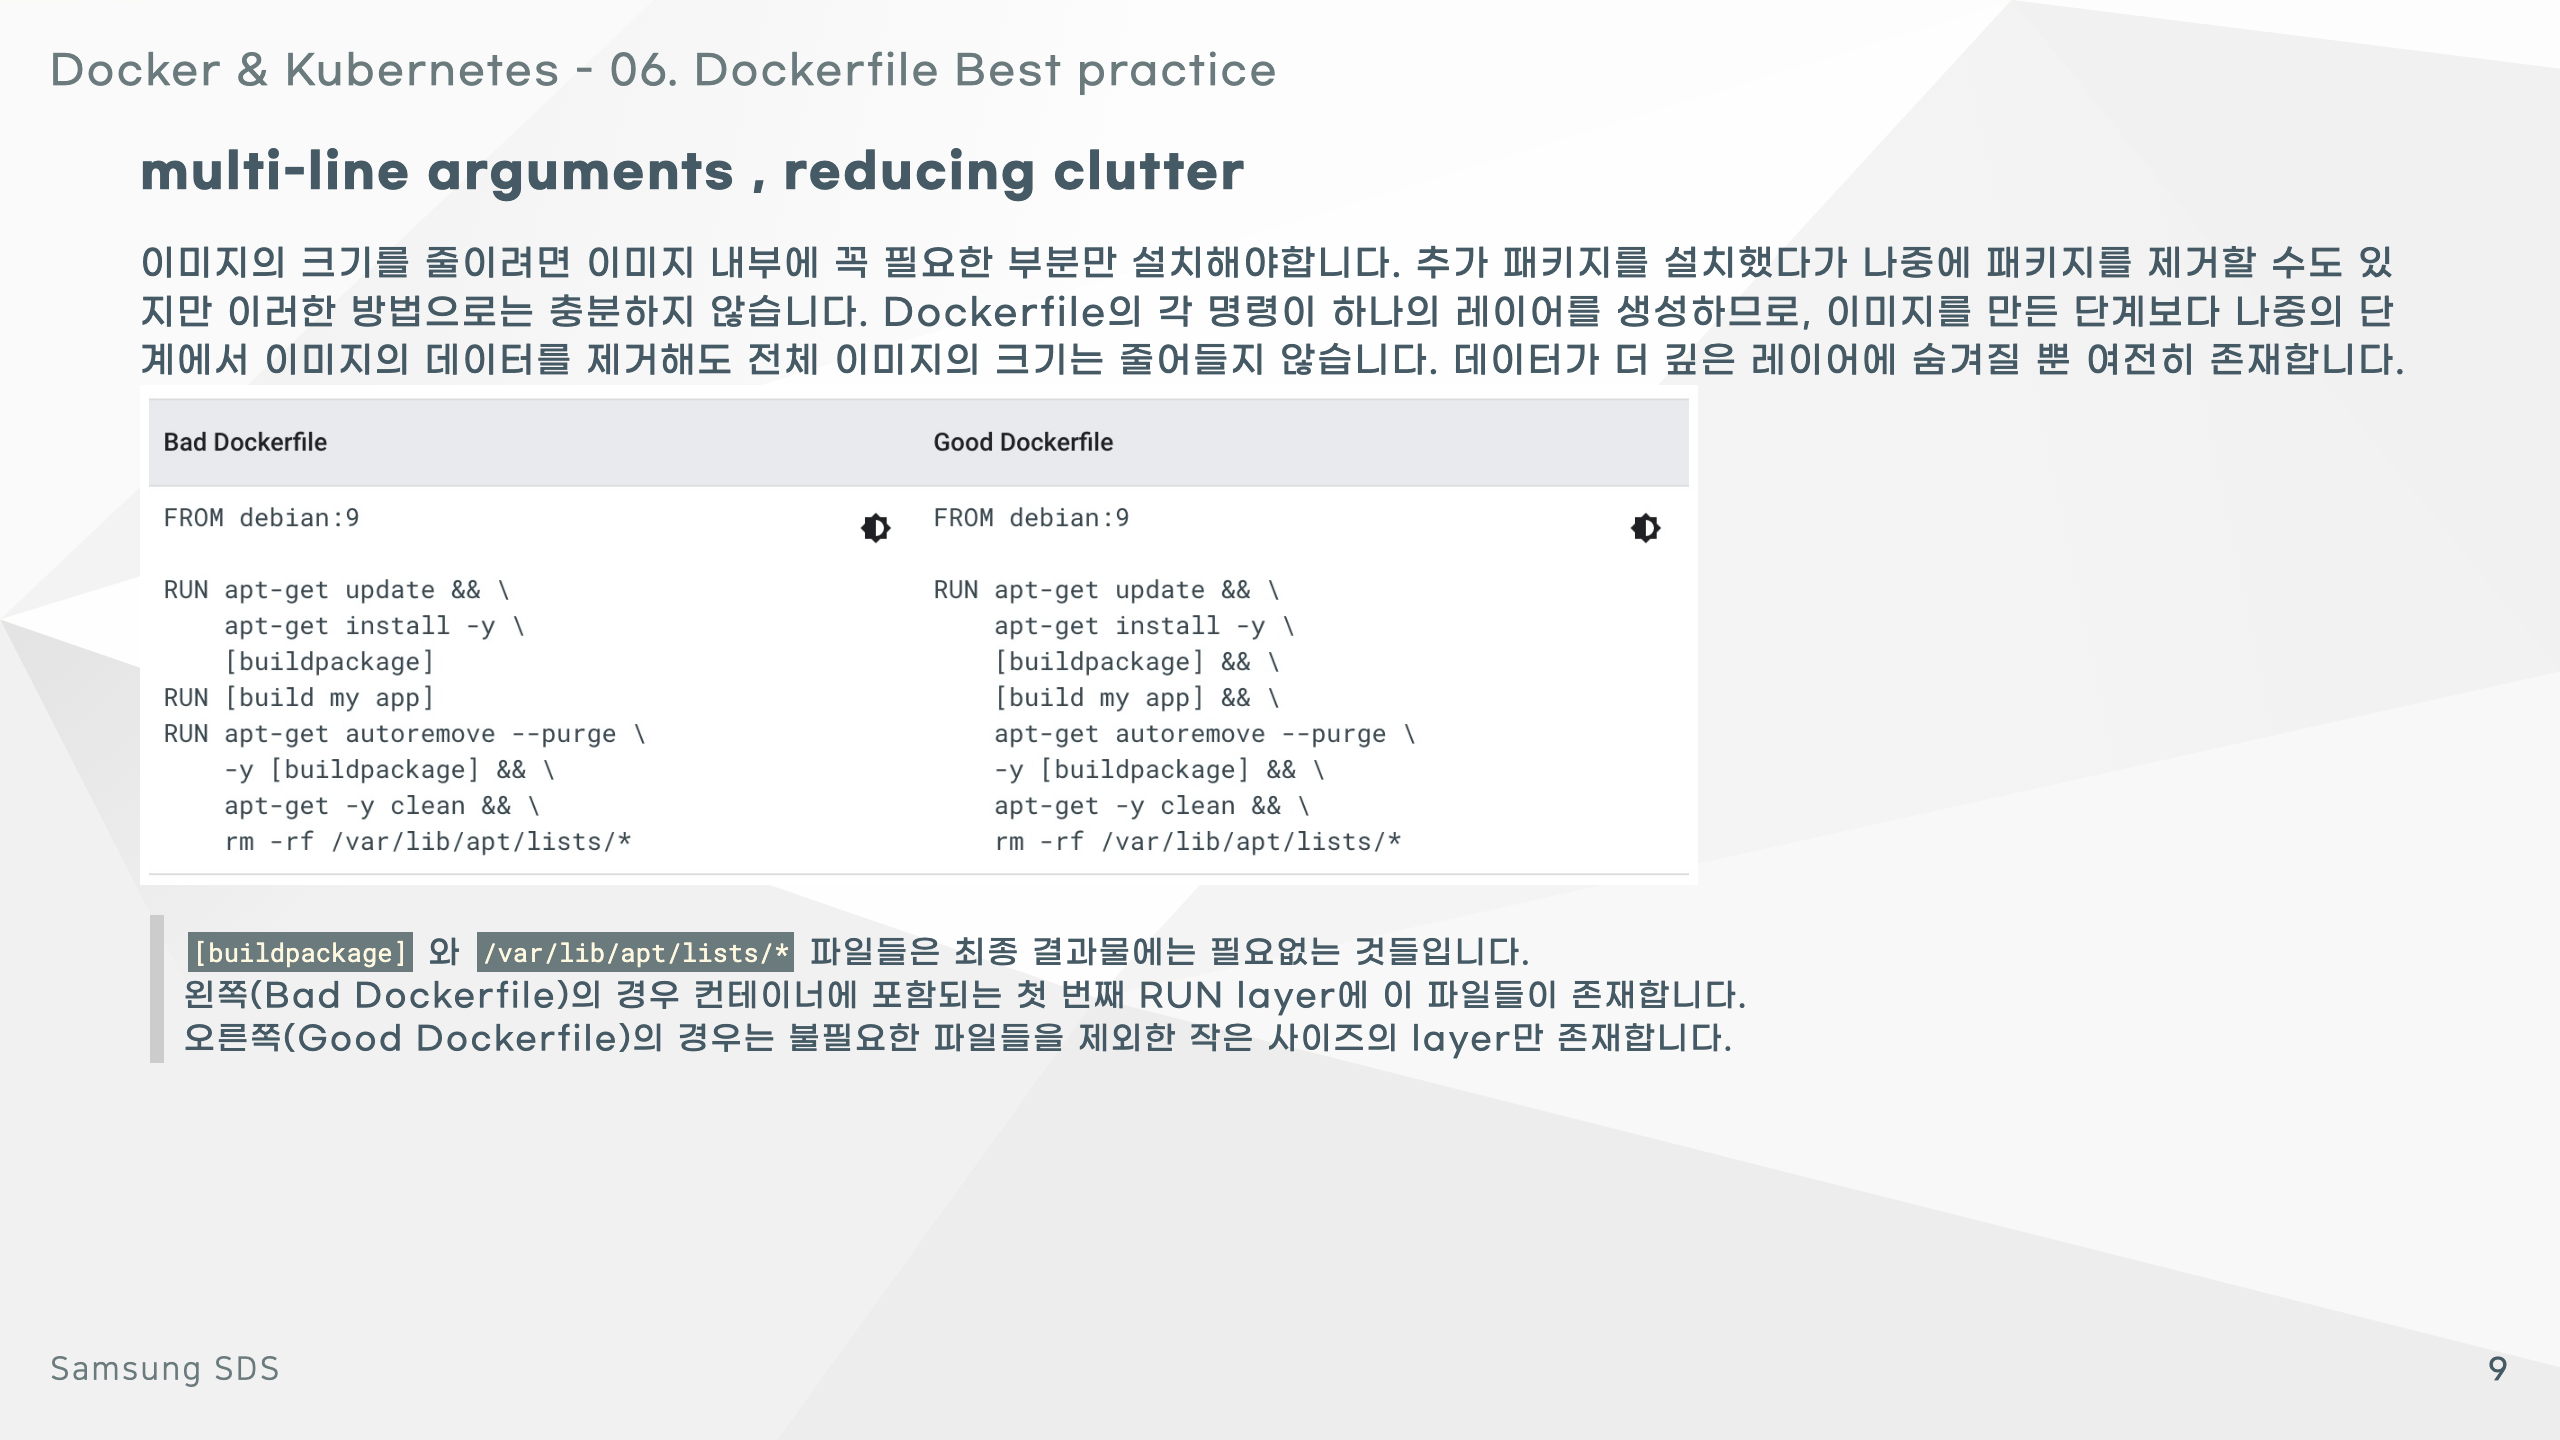 Docker & Kubernetes - 06. Dockerfile Best practice
multi-line arguments , reducing clutter
이미지의 크기를 줄이려면 이미지 내부에 꼭 필요한 부분만 설치해야합니다. 추가 패키지를 설치했다가 나중에 패키지를 제거할 수도 있
지만 이러한 방법으로는 충분하지 않습니다. Dockerfile의 각 명령이 하나의 레이어를 생성하므로, 이미지를 만든 단계보다 나중의 단
계에서 이미지의 데이터를 제거해도 전체 이미지의 크기는 줄어들지 않습니다. 데이터가 더 깊은 레이어에 숨겨질 뿐 여전히 존재합니다.
Bad Dockerfile
FROM debian:9
RUN apt-get update && \
    apt-get install -y \
    [buildpackage]
RUN [build my app]
RUN apt-get autoremove --purge \
    -y [buildpackage] && \
    apt-get -y clean && \
    rm -rf /var/lib/apt/lists/*
Good Dockerfile
FROM debian:9
RUN apt-get update && \
    apt-get install -y \
    [buildpackage] && \
    [build my app] && \
    apt-get autoremove --purge \
    -y [buildpackage] && \
    apt-get -y clean && \
    rm -rf /var/lib/apt/lists/*
[buildpackage] 와 /var/lib/apt/lists/* 파일들은 최종 결과물에는 필요없는 것들입니다.
왼쪽(Bad Dockerfile)의 경우 컨테이너에 포함되는 첫 번째 RUN layer에 이 파일들이 존재합니다.
오른쪽(Good Dockerfile)의 경우는 불필요한 파일들을 제외한 작은 사이즈의 layer만 존재합니다.
Samsung SDS
9